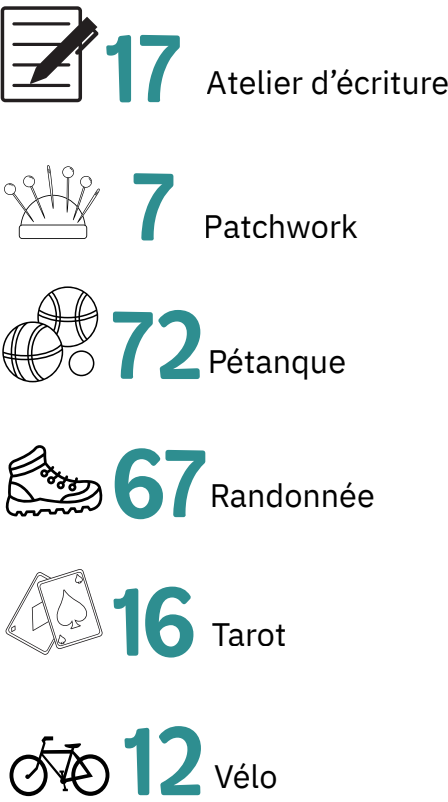 17 Atelier d’écriture
7 Patchwork
72 Pétanque
67 Randonnée
16 Tarot
12 Vélo